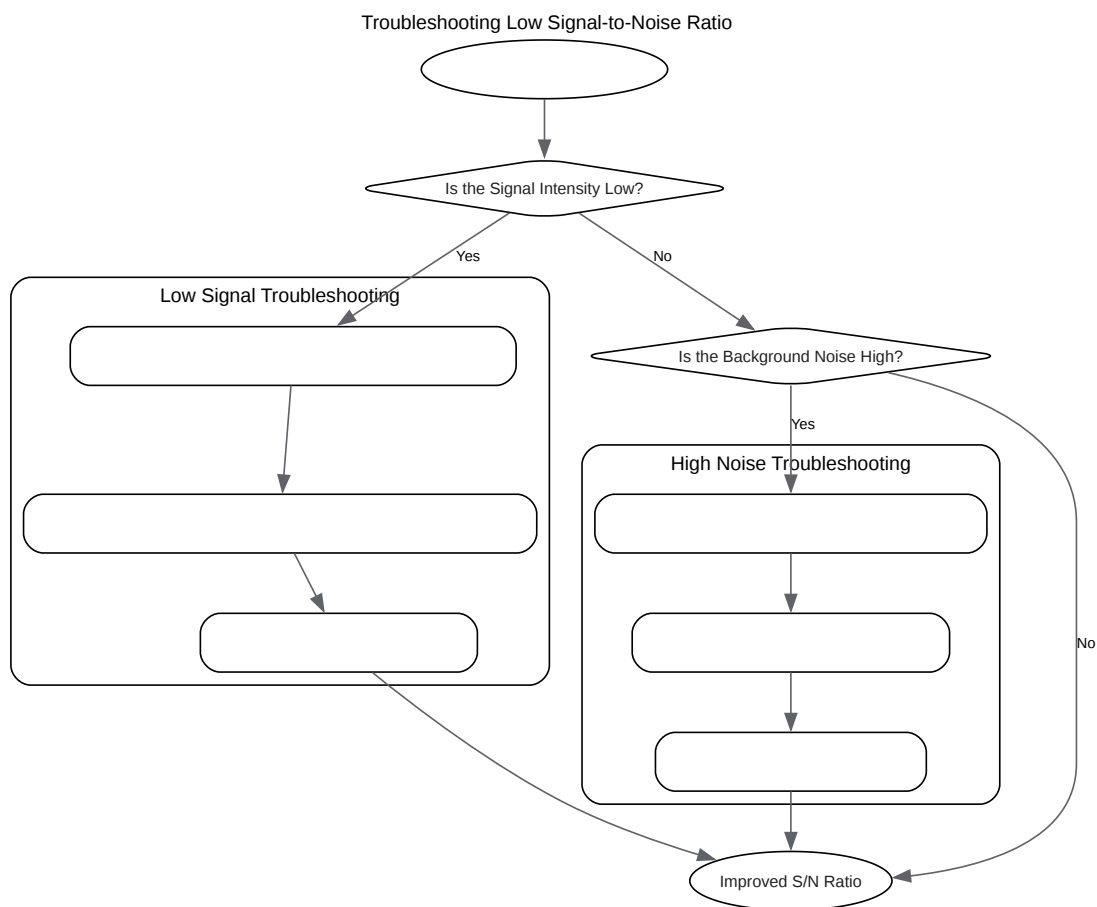 Troubleshooting Low Signal-to-Noise Ratio
Is the Signal Intensity Low?
Yes
No
Low Signal Troubleshooting
Is the Background Noise High?
Yes
High Noise Troubleshooting
No
Improved S/N Ratio